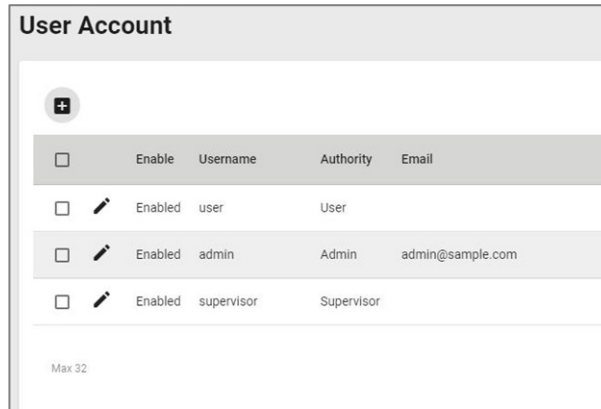 User Account
Enable Username Authority Email
Enabled user User
Enabled admin Admin admin@sample.com
Enabled supervisor Supervisor
Max 32